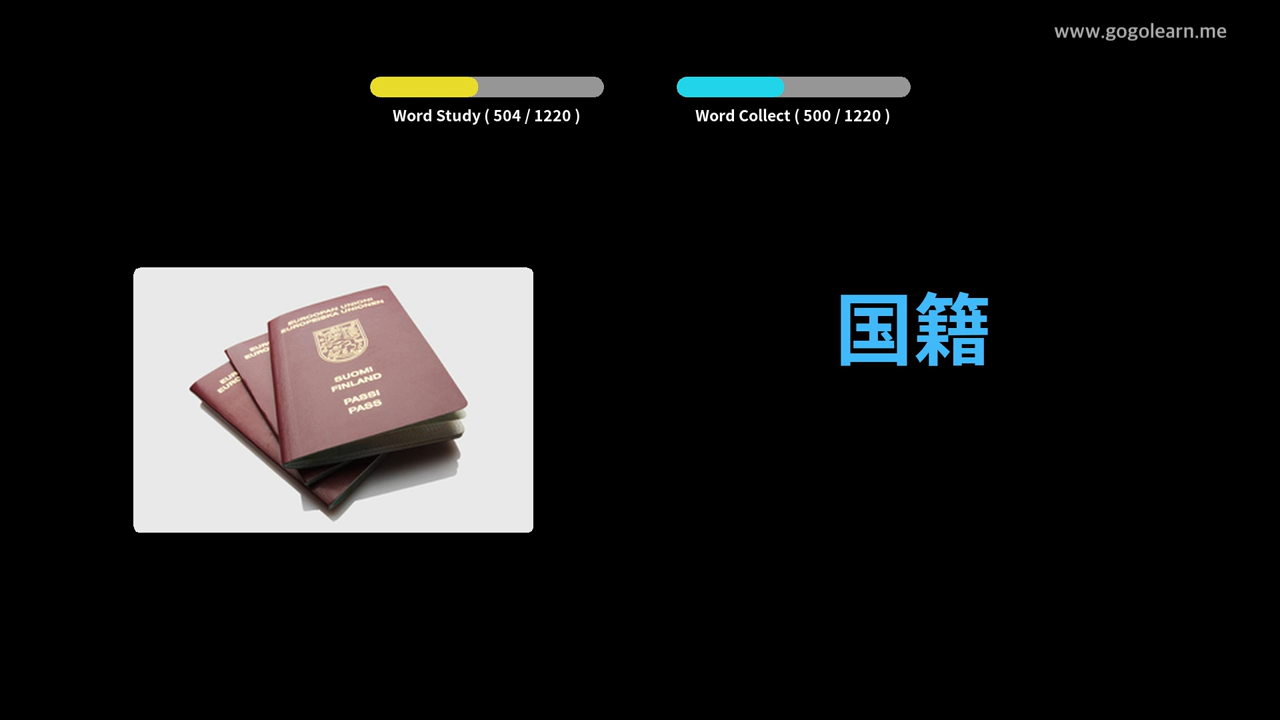 www.gogolearn.me
Word Study ( 504 / 1220 )
Word Collect ( 500 / 1220 )
EUROOPAN UNIONI
EUROPEISKA UNIONEN
SUOMI
FINLAND
PASSI
PASS
国籍